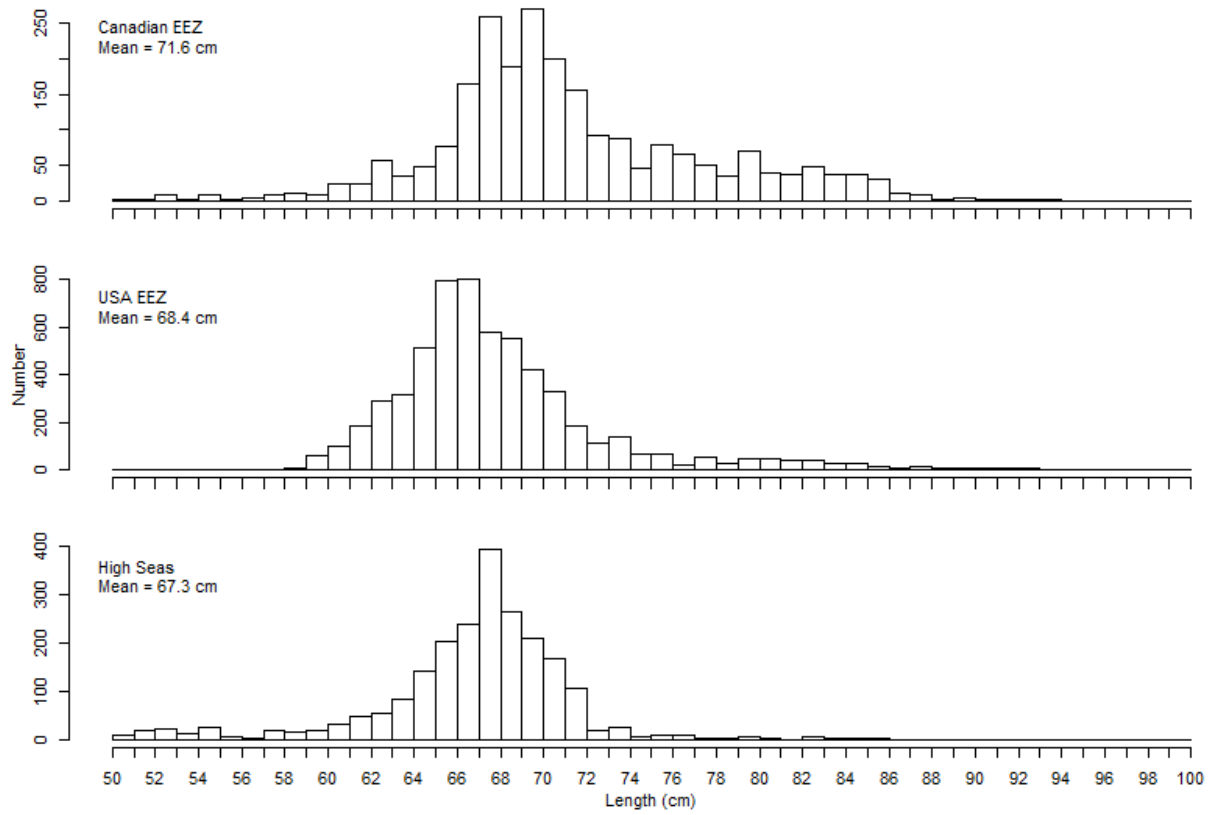 Canadian EEZ
Mean = 71.6 cm
250
150
50
0
USA EEZ
Mean = 68.4 cm
800
600
400
200
0
Number
High Seas
Mean = 67.3 cm
400
300
200
100
0
50 52 54 56 58 60 62 64 66 68 70 72 74 76 78 80 82 84 86 88 90 92 94 96 98 100
Length (cm)